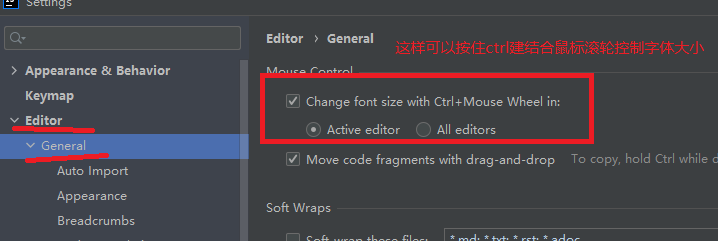 Settings
Appearance & Behavior
Keymap
Editor
General
Auto Import
Appearance
Breadcrumbs
Editor › General
这样可以按住ctrl建结合鼠标滚轮控制字体大小
Mouse Control
Change font size with Ctrl+Mouse Wheel in:
Active editor All editors
Move code fragments with drag-and-drop To copy, hold Ctrl while d
Soft Wraps
Soft-wrap these files: *.md; *.txt; *.rst; *.adoc